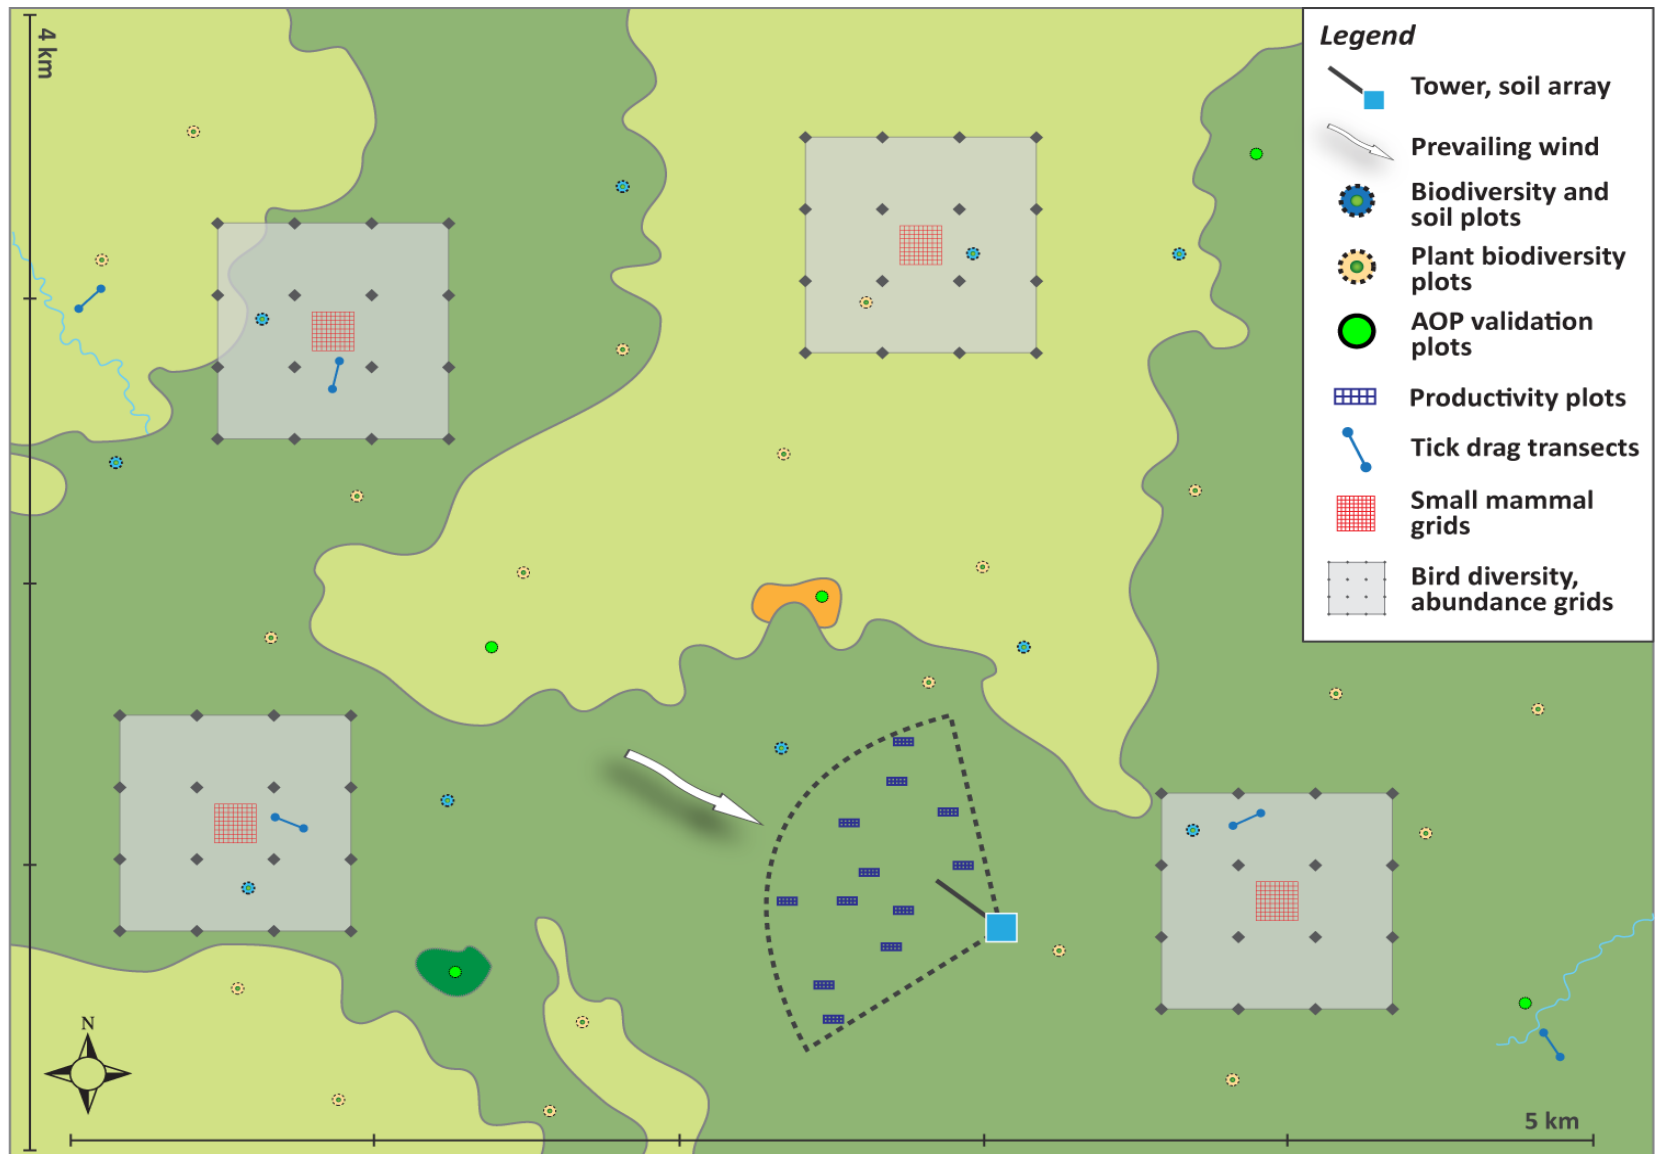 4 km
Legend
Tower, soil array
Prevailing wind
Biodiversity and
soil plots
Plant biodiversity
plots
AOP validation
plots
Productivity plots
Tick drag transects
Small mammal
grids
Bird diversity,
abundance grids
N
5 km